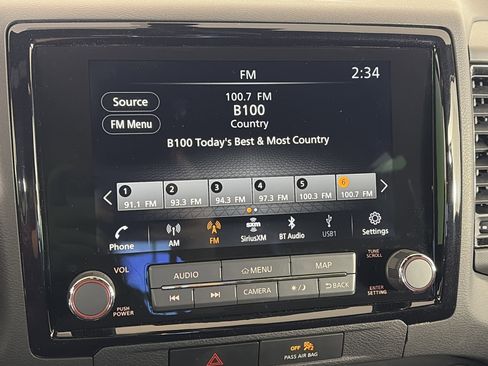 FM
2:34
Source
FM Menu
100.7 FM
B100
Country
B100 Today's Best & Most Country
1 2 3 4 5 6
91.1 FM 93.3 FM 94.3 FM 97.3 FM 100.3 FM 100.7 FM
Phone AM FM SiriusXM BT Audio USB1 Settings
sxm
VOL
AUDIO
MENU
MAP
TUNE
SCROLL
CAMERA
BACK
PUSH
POWER
ENTER
SETTING
OFF
PASS AIR BAG